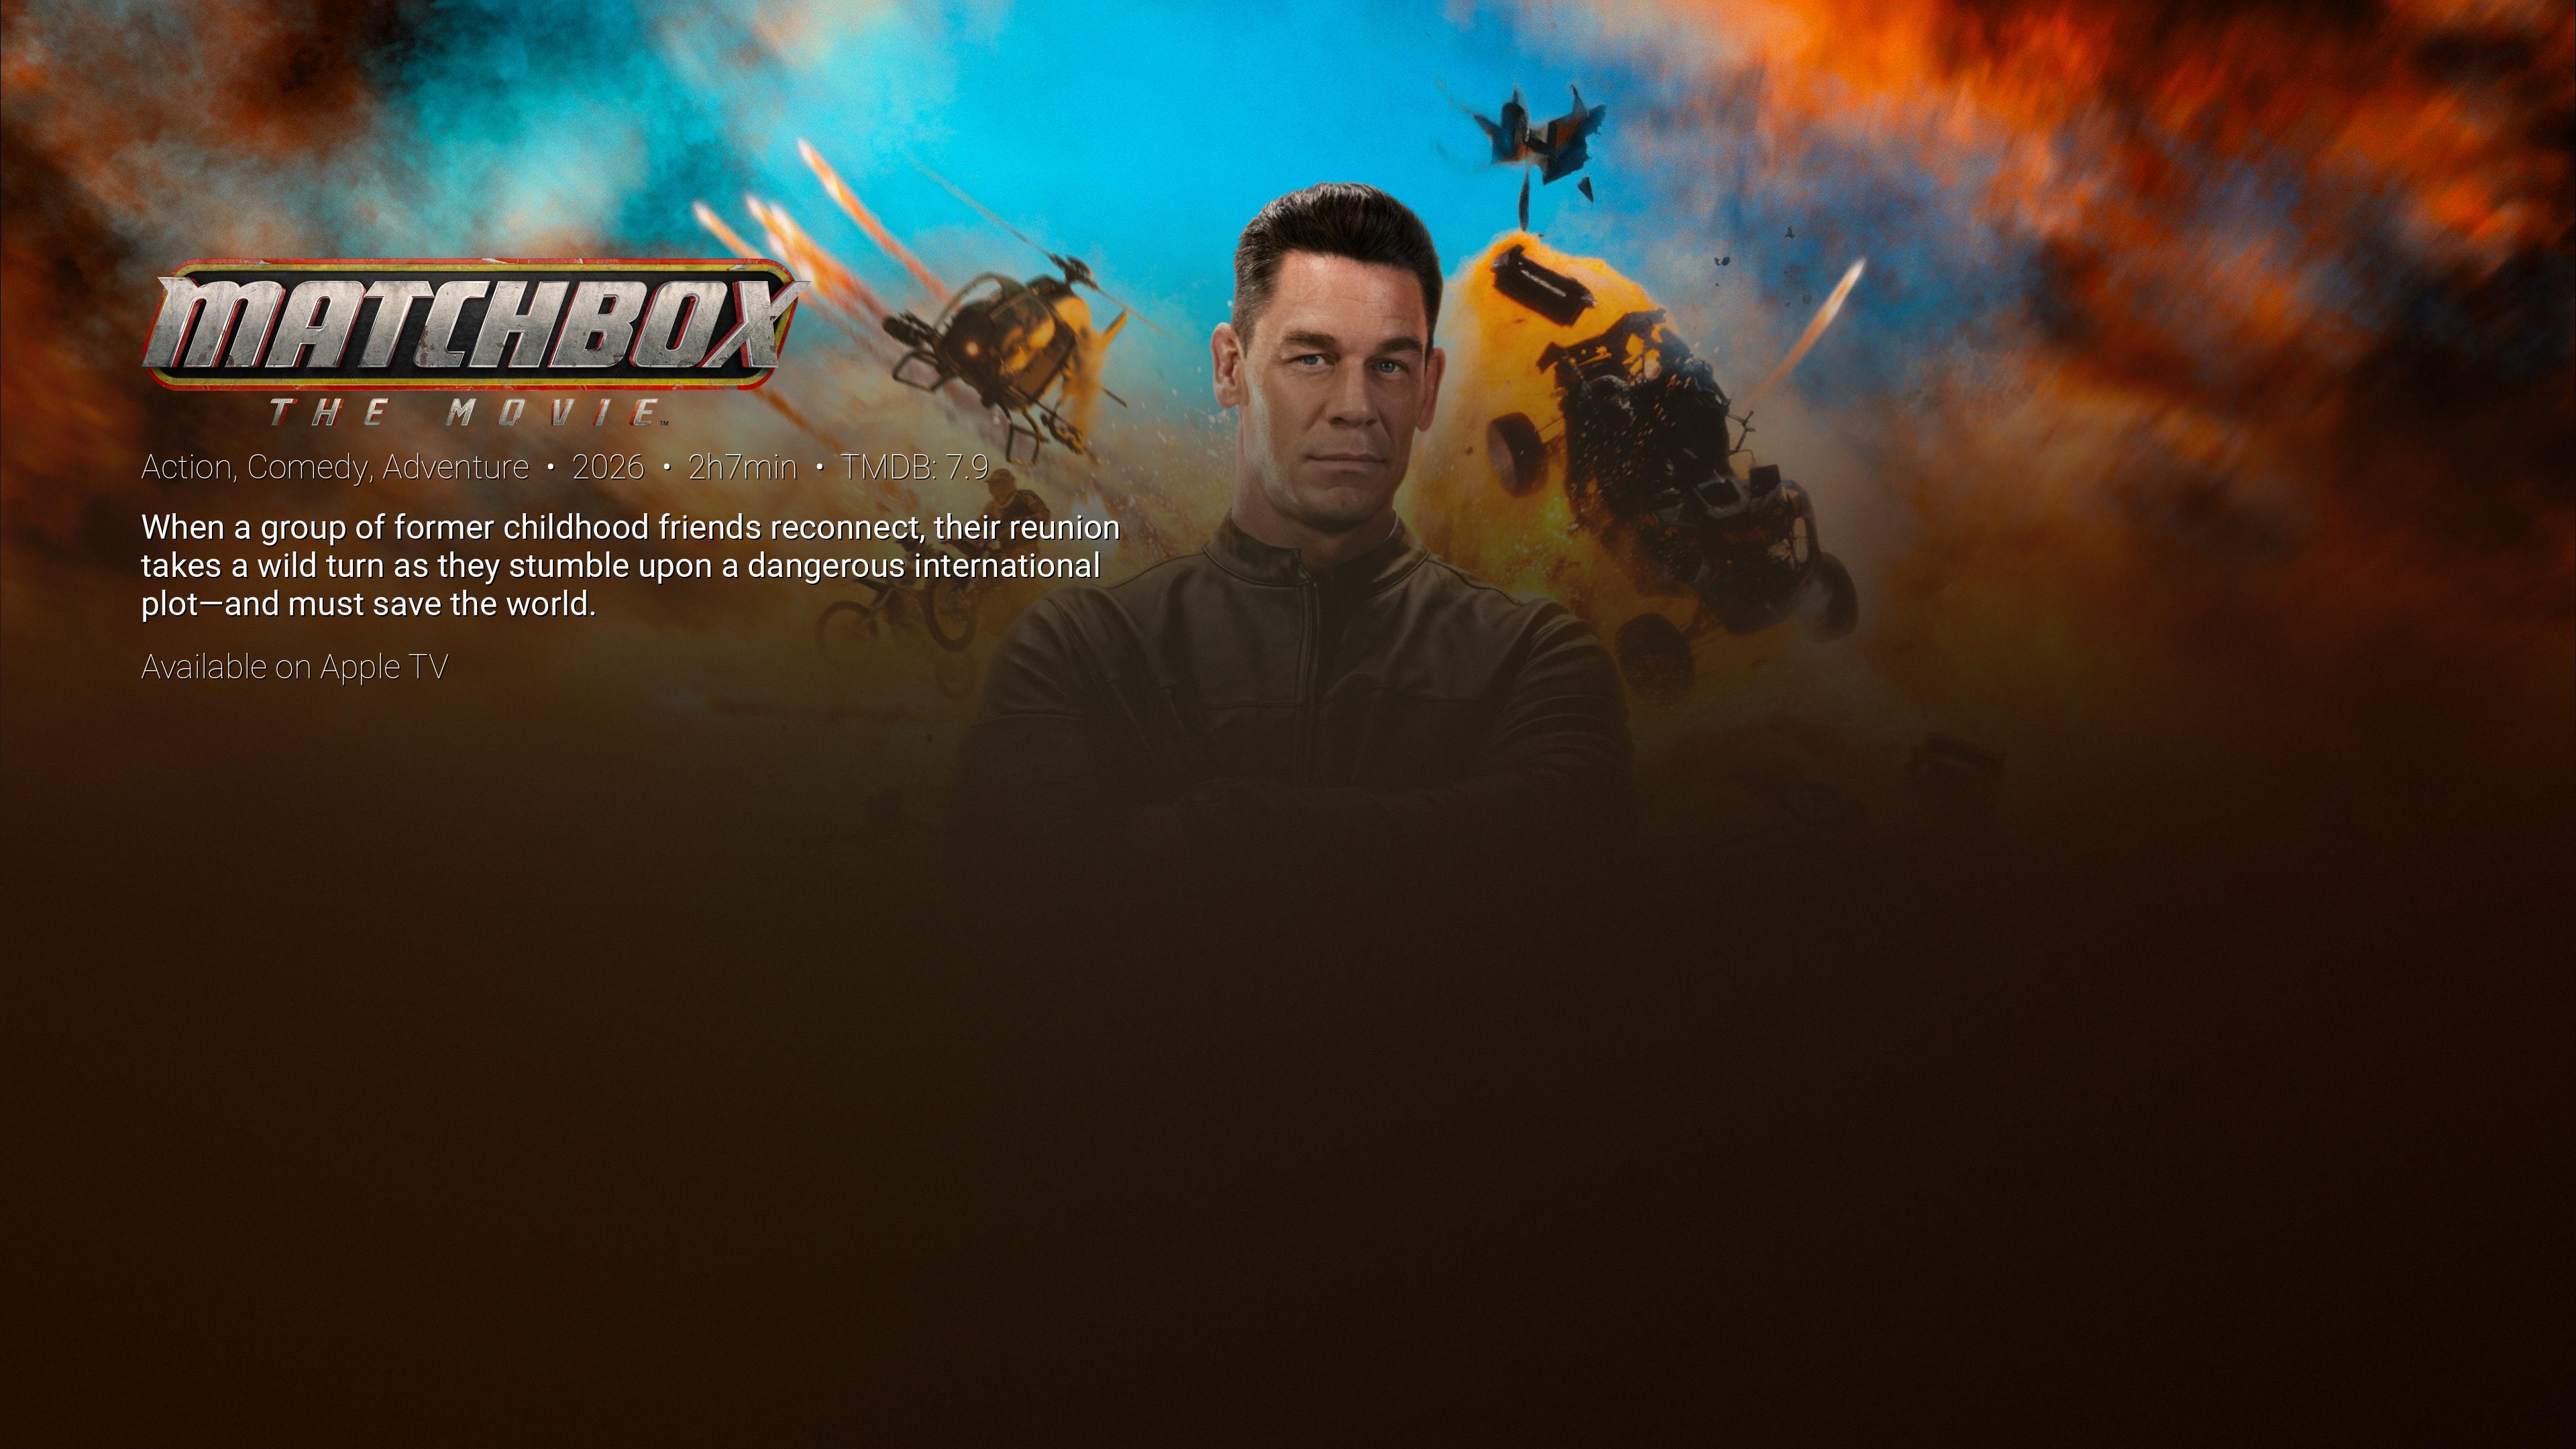 MATCHBOX
THE MOVIE™
Action, Comedy, Adventure • 2026 • 2h7min • TMDB: 7.9
When a group of former childhood friends reconnect, their reunion
takes a wild turn as they stumble upon a dangerous international
plot—and must save the world.
Available on Apple TV